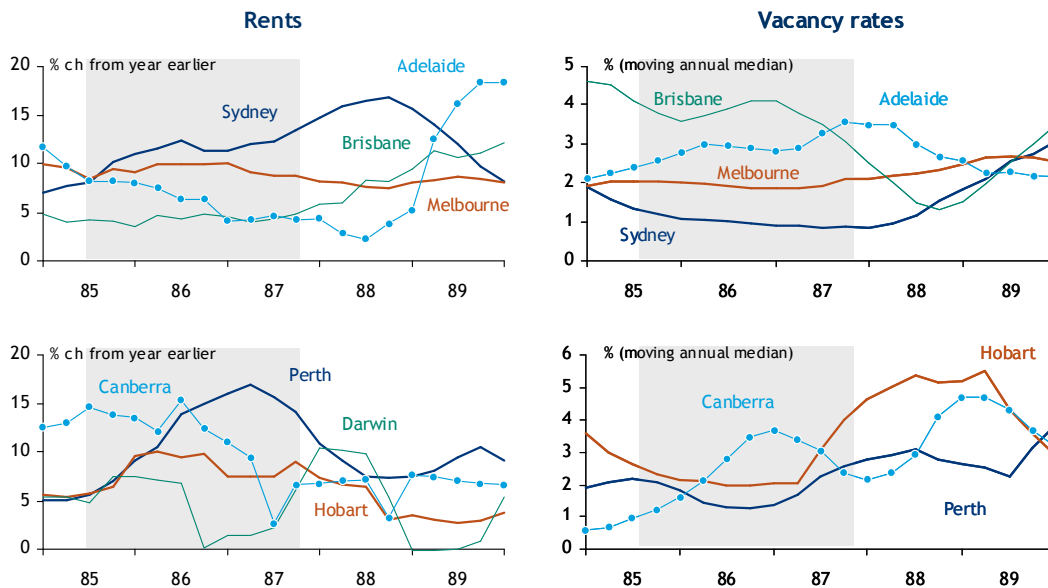 Rents
Vacancy rates
% ch from year earlier
20
15
10
5
0
Adelaide
Sydney
Brisbane
Melbourne
85 86 87 88 89
% (moving annual median)
5
4
3
2
1
0
Brisbane
Adelaide
Melbourne
Sydney
85 86 87 88 89
% ch from year earlier
20
15
10
5
0
Canberra
Perth
Darwin
Hobart
85 86 87 88 89
% (moving annual median)
6
5
4
3
2
1
0
Hobart
Canberra
Perth
85 86 87 88 89